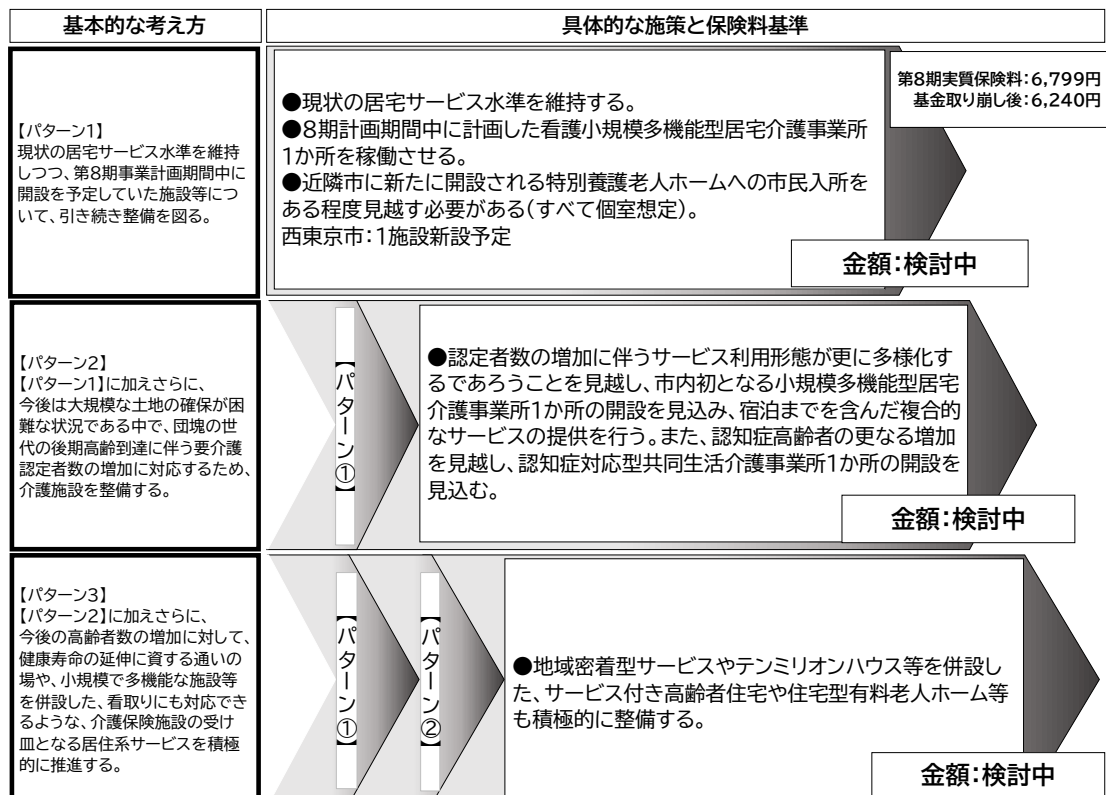 基本的な考え方
具体的な施策と保険料基準
【パターン1】
現状の居宅サービス水準を維持
しつつ、第8期事業計画期間中に
開設を予定していた施設等につ
いて、引き続き整備を図る。
●現状の居宅サービス水準を維持する。
●8期計画期間中に計画した看護小規模多機能型居宅介護事業所
1か所を稼働させる。
●近隣市に新たに開設される特別養護老人ホームへの市民入所を
ある程度見越す必要がある(すべて個室想定)。
西東京市:1施設新設予定
第8期実質保険料:6,799円
基金取り崩し後:6,240円
金額:検討中
【パターン2】
【パターン1】に加えさらに、
今後は大規模な土地の確保が困
難な状況である中で、団塊の世
代の後期高齢到達に伴う要介護
認定者数の増加に対応するため、
介護施設を整備する。
【パターン①】
●認定者数の増加に伴うサービス利用形態が更に多様化す
るであろうことを見越し、市内初となる小規模多機能型居宅
介護事業所1か所の開設を見込み、宿泊までを含んだ複合的
なサービスの提供を行う。また、認知症高齢者の更なる増加
を見越し、認知症対応型共同生活介護事業所1か所の開設を
見込む。
金額:検討中
【パターン3】
【パターン2】に加えさらに、
今後の高齢者数の増加に対して、
健康寿命の延伸に資する通いの
場や、小規模で多機能な施設等
を併設した、看取りにも対応でき
るような、介護保険施設の受け
皿となる居住系サービスを積極
的に推進する。
【パターン①】
【パターン②】
●地域密着型サービスやテンミリオンハウス等を併設し
た、サービス付き高齢者住宅や住宅型有料老人ホーム等
も積極的に整備する。
金額:検討中